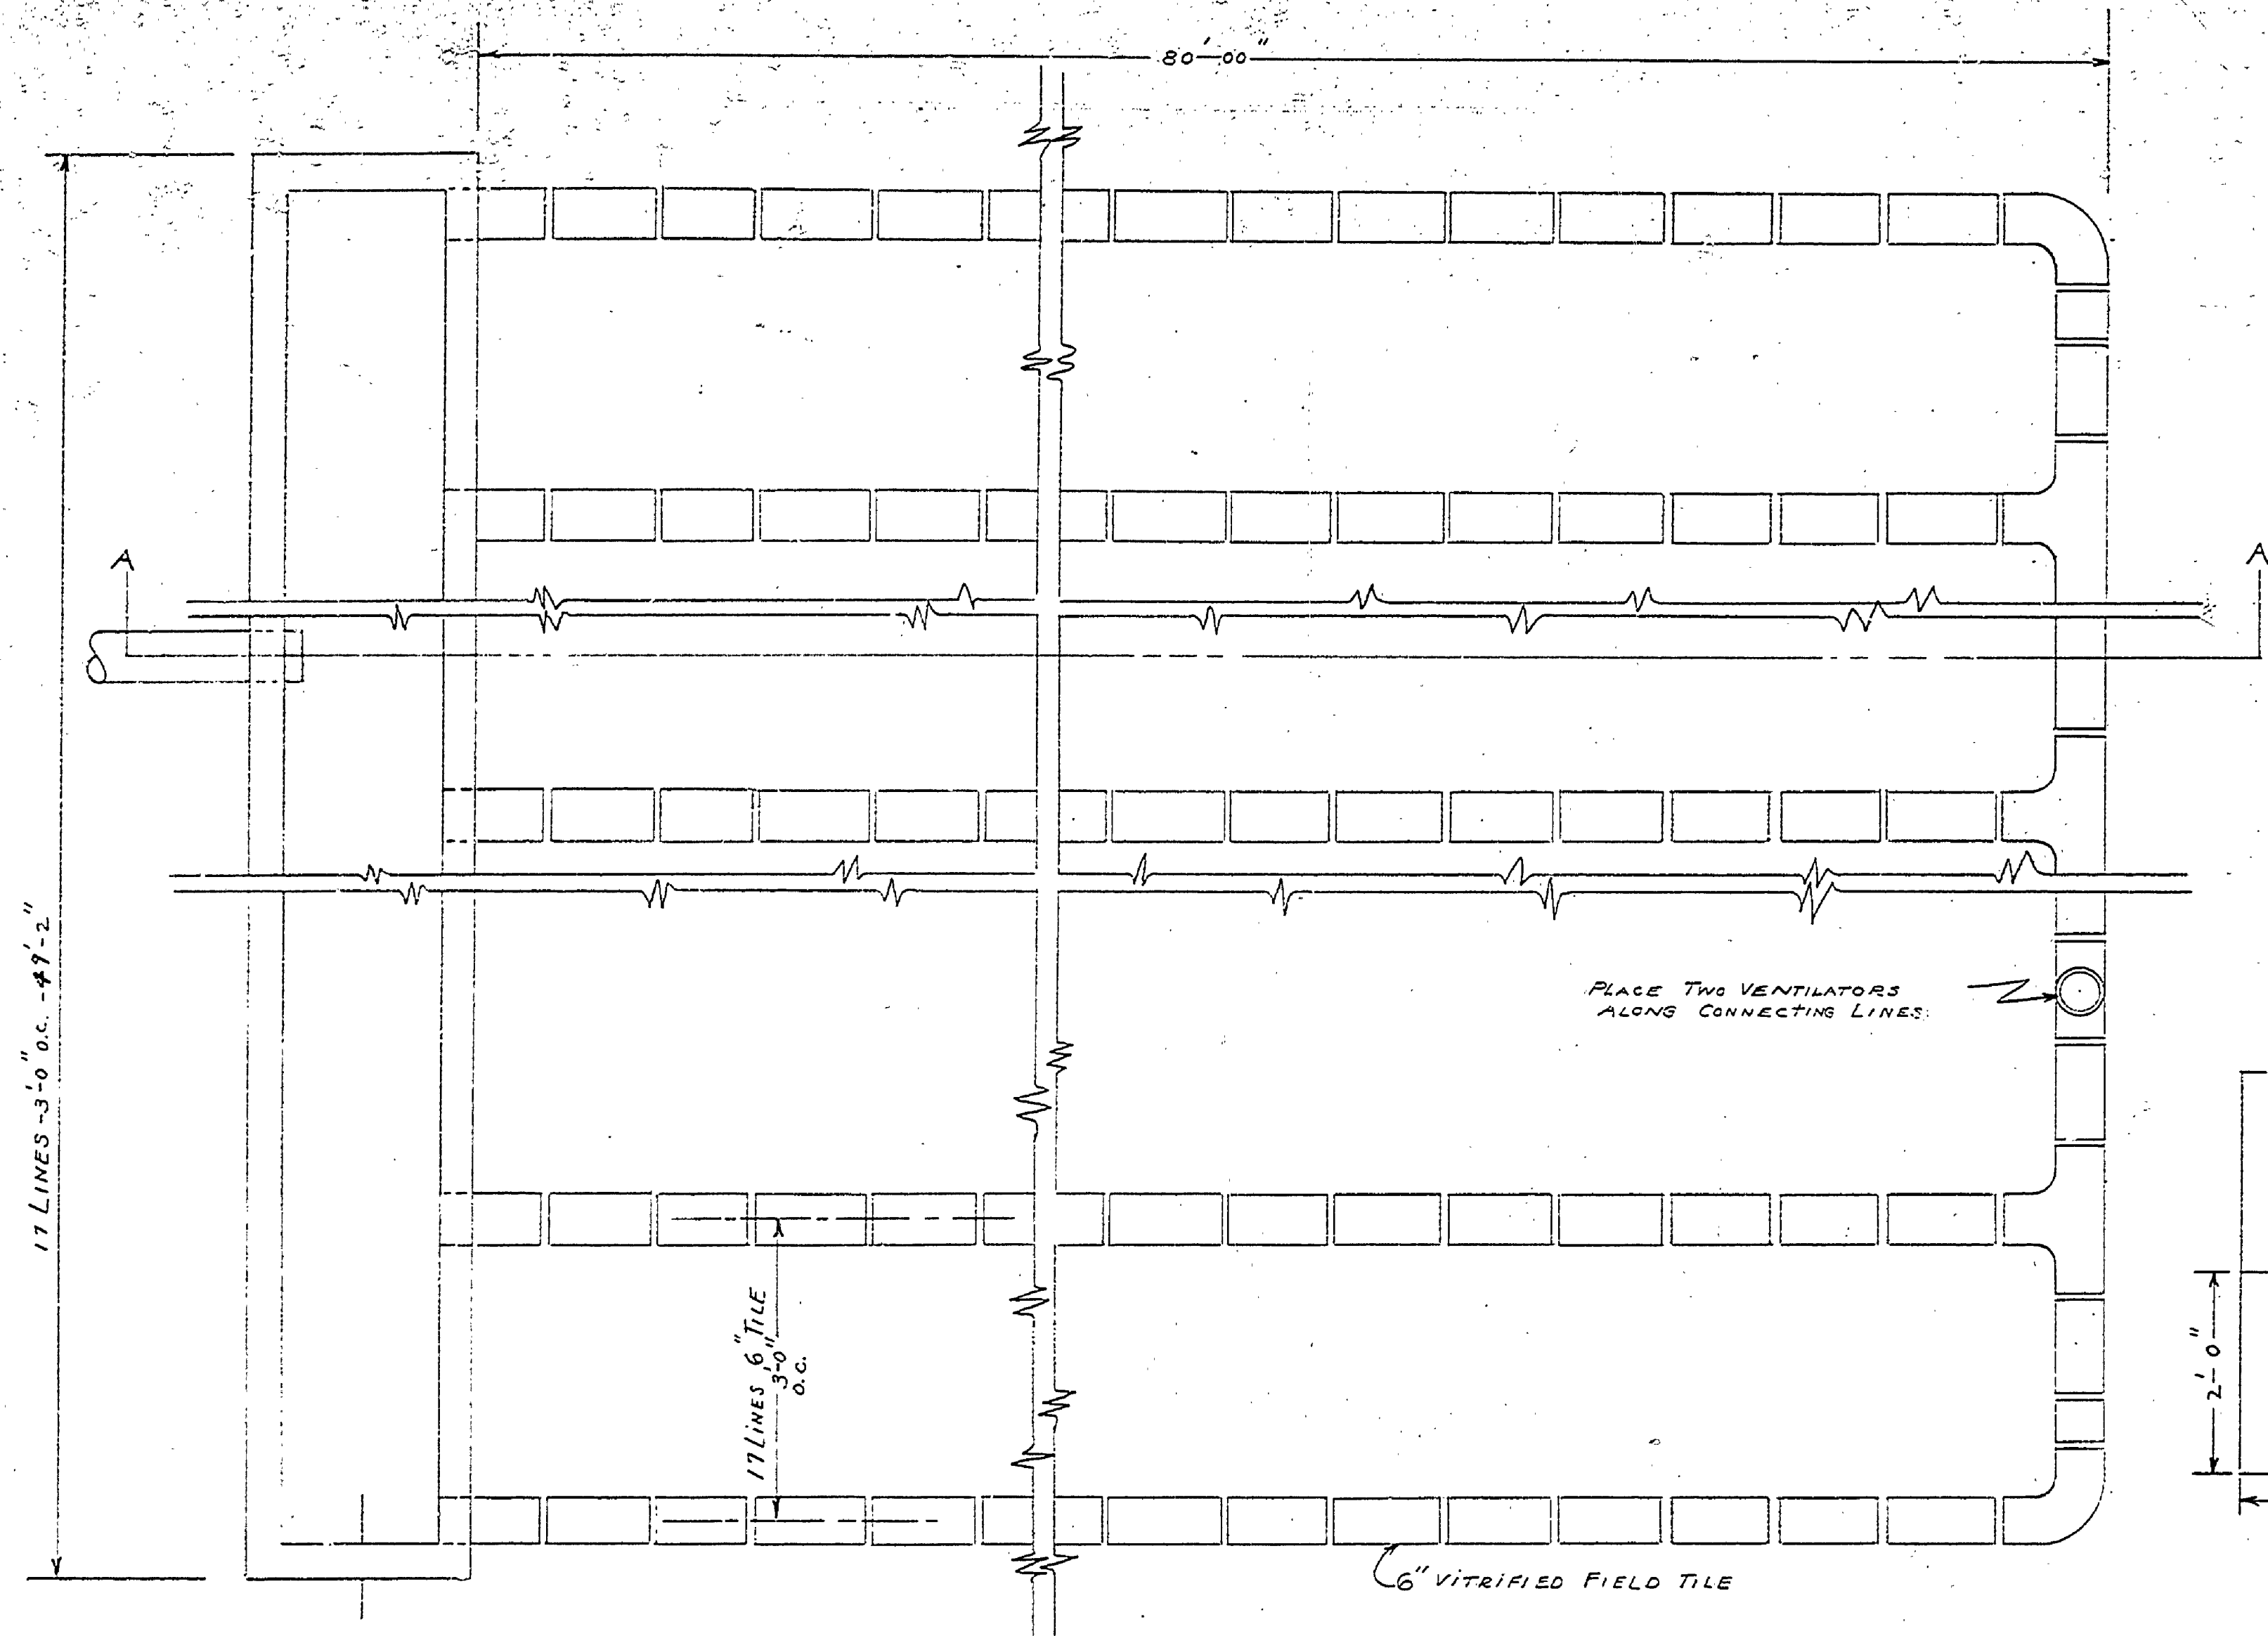 80'-00"
A
A
17 LINES - 3'-0" O.C. - 49'-2"
PLACE TWO VENTILATORS
ALONG CONNECTING LINES.
17 LINES 6" TILE
3'-0"
O.C.
2'-0"
6" VITRIFIED FIELD TILE